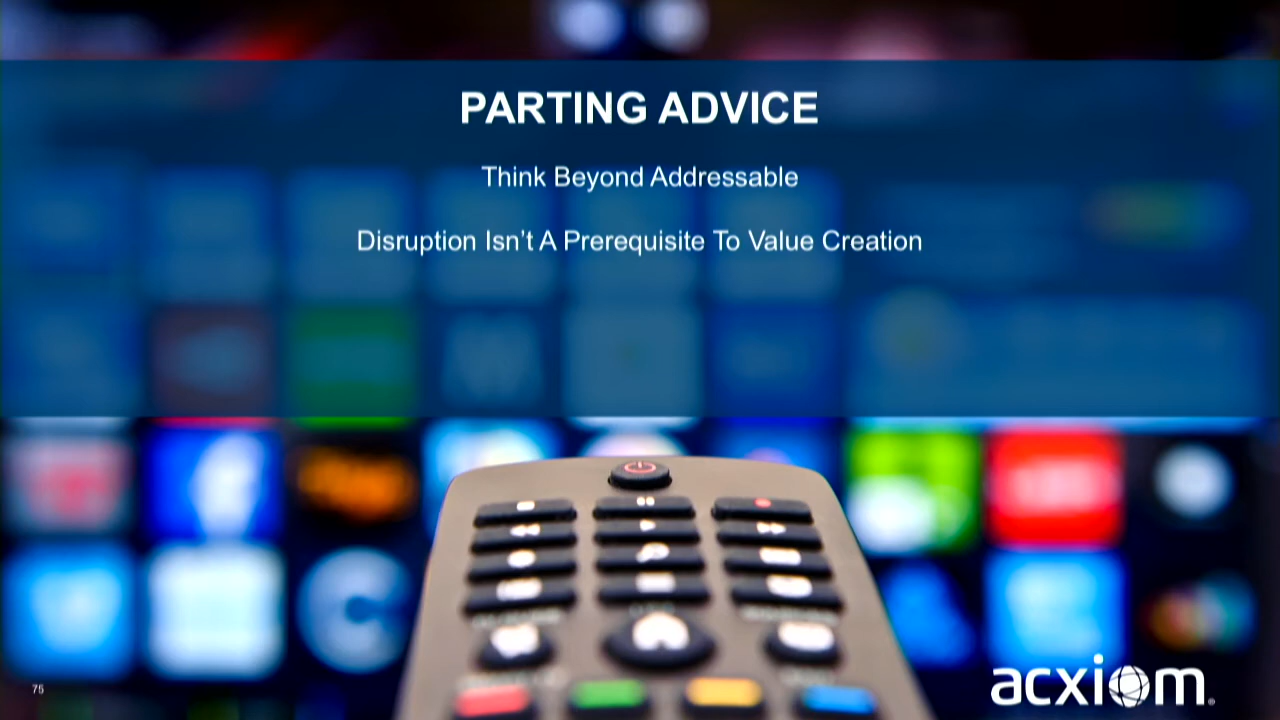 PARTING ADVICE
Think Beyond Addressable
Disruption Isn’t A Prerequisite To Value Creation
75
acxiom